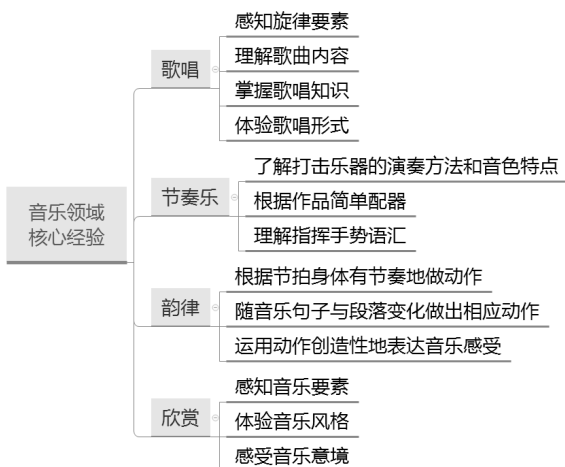 音乐领域
核心经验
歌唱
感知旋律要素
理解歌曲内容
掌握歌唱知识
体验歌唱形式
节奏乐
了解打击乐器的演奏方法和音色特点
根据作品简单配器
理解指挥手势语汇
韵律
根据节拍身体有节奏地做动作
随音乐句子与段落变化做出相应动作
运用动作创造性地表达音乐感受
欣赏
感知音乐要素
体验音乐风格
感受音乐意境